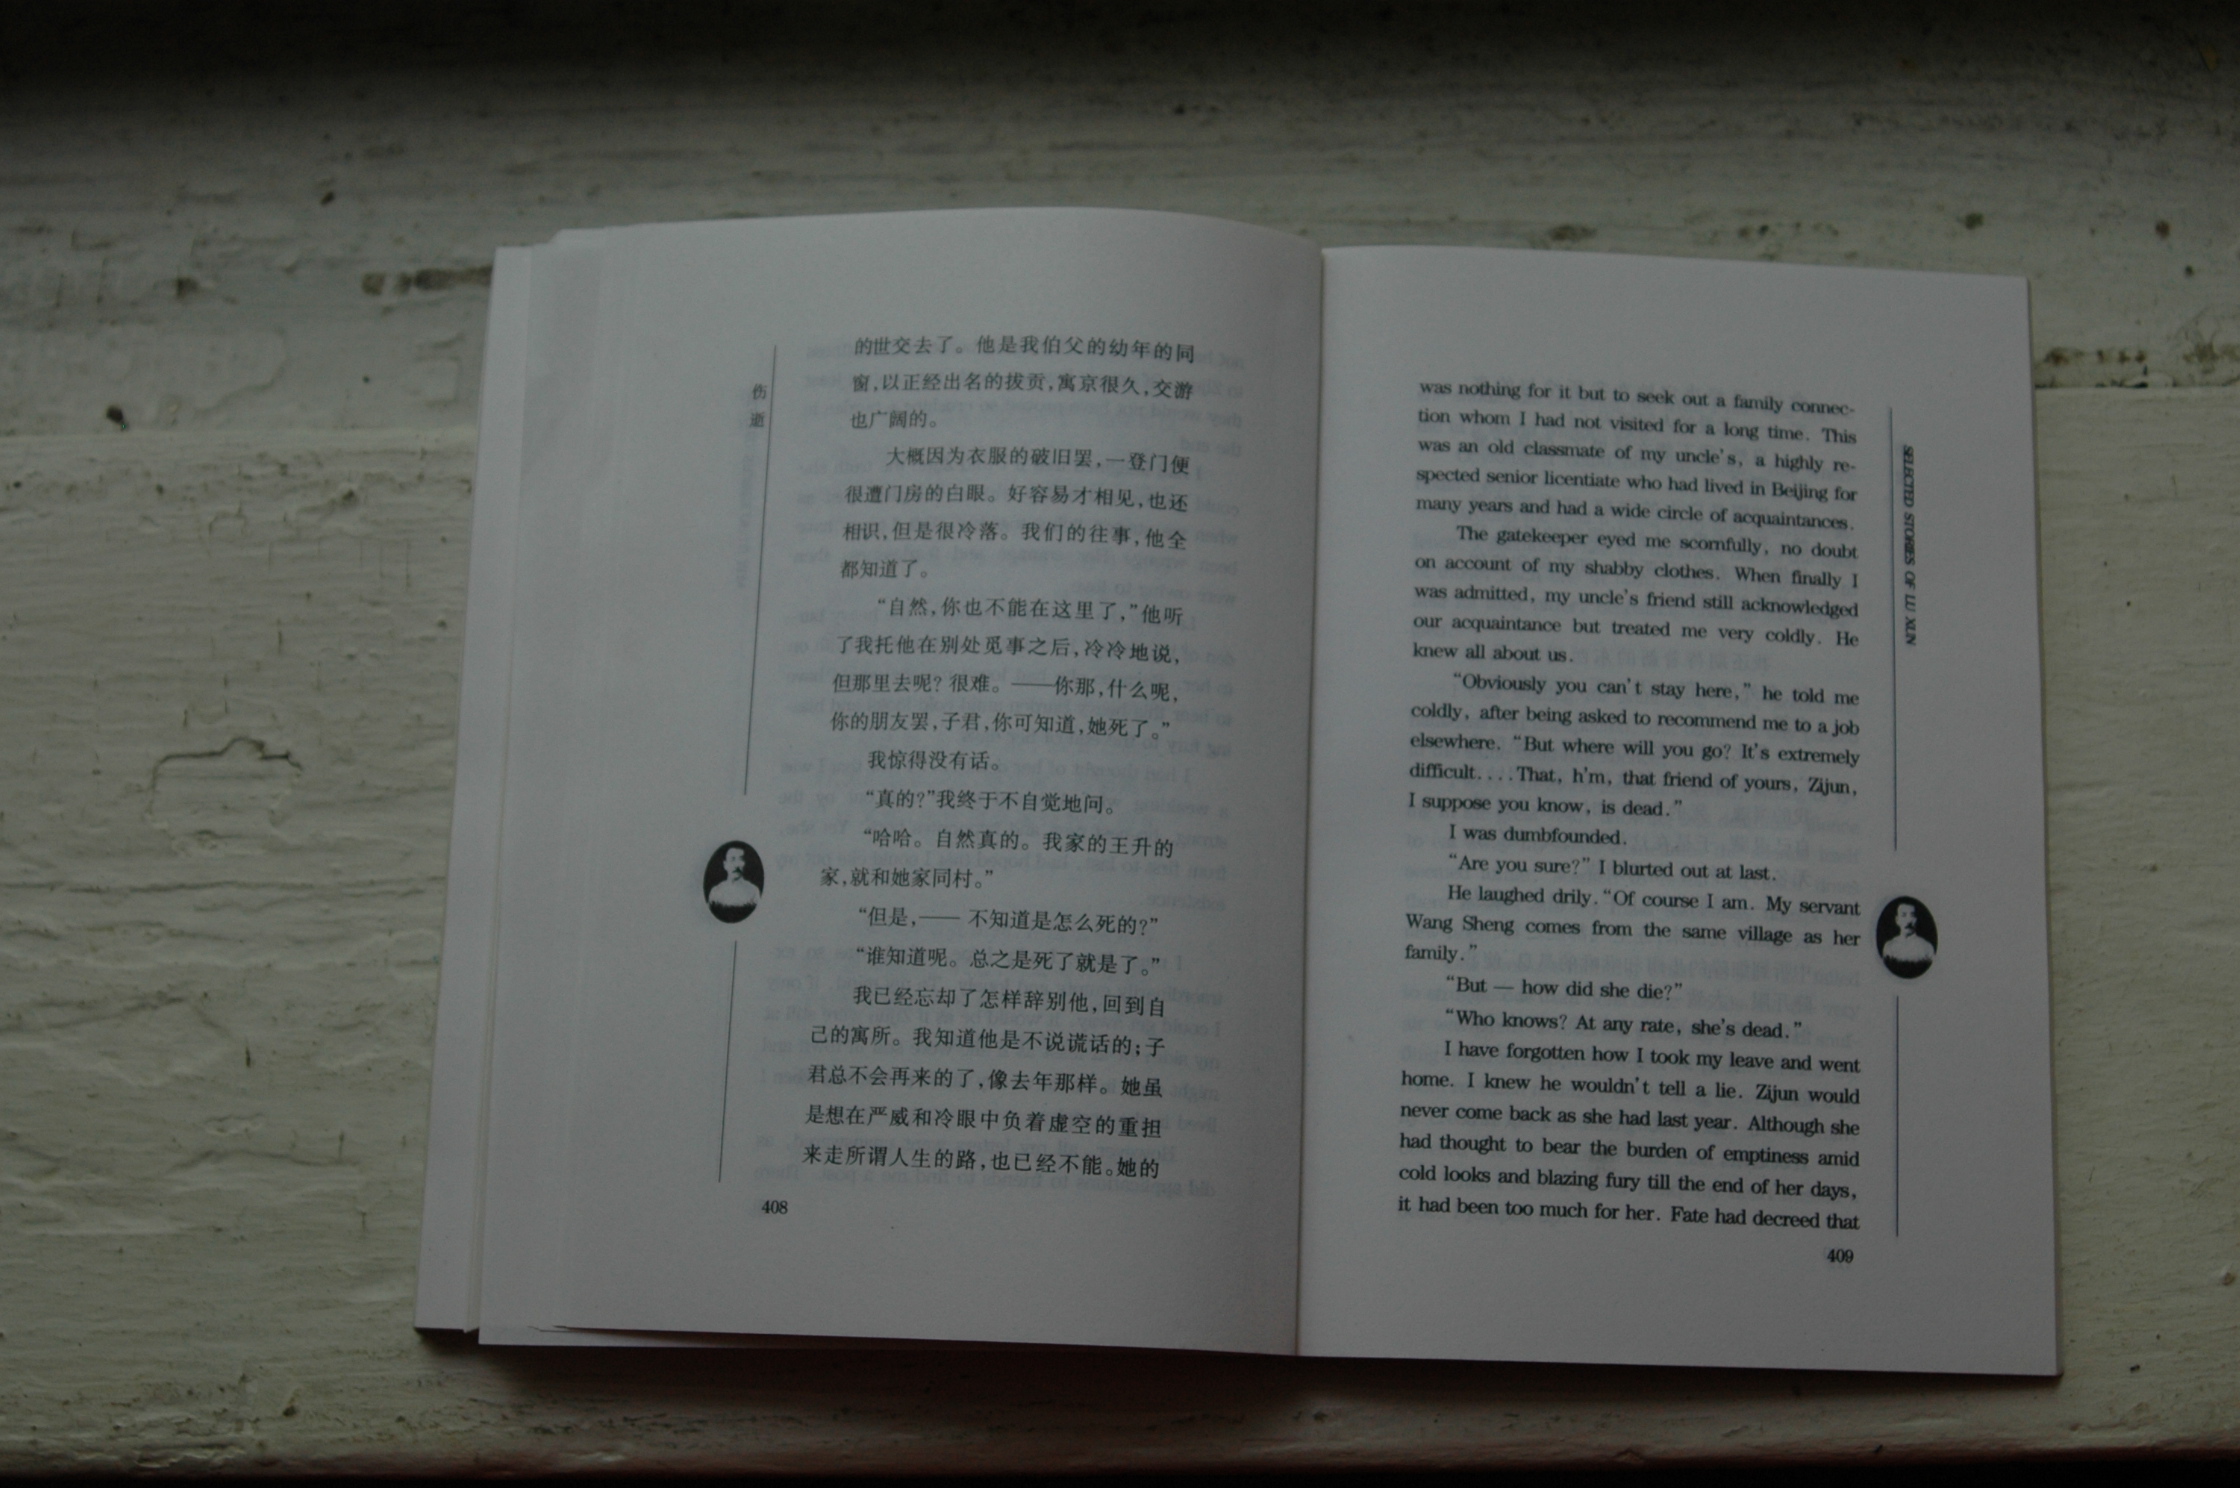 伤
逝
的世交去了。他是我伯父的幼年的同
窗,以正经出名的拔贡,寓京很久,交游
也广阔的。
大概因为衣服的破旧罢,一登门便
很遭门房的白眼。好容易才相见,也还
相识,但是很冷落。我们的往事,他全
都知道了。
“自然,你也不能在这里了,”他听
了我托他在别处觅事之后,冷冷地说,
但那里去呢?很难。——你那,什么呢,
你的朋友罢,子君,你可知道,她死了。”
我惊得没有话。
“真的?”我终于不自觉地问。
“哈哈。自然真的。我家的王升的
家,就和她家同村。”
“但是,—— 不知道是怎么死的?”
“谁知道呢。总之是死了就是了。”
我已经忘却了怎样辞别他,回到自
己的寓所。我知道他是不说谎话的;子
君总不会再来的了,像去年那样。她虽
是想在严威和冷眼中负着虚空的重担
来走所谓人生的路,也已经不能。她的
408
was nothing for it but to seek out a family connec-
tion whom I had not visited for a long time. This
was an old classmate of my uncle's, a highly re-
spected senior licentiate who had lived in Beijing for
many years and had a wide circle of acquaintances.
The gatekeeper eyed me scornfully, no doubt
on account of my shabby clothes. When finally I
was admitted, my uncle's friend still acknowledged
our acquaintance but treated me very coldly. He
knew all about us.
“Obviously you can't stay here,” he told me
coldly, after being asked to recommend me to a job
elsewhere. “But where will you go? It's extremely
difficult....That, h'm, that friend of yours, Zijun,
I suppose you know, is dead.”
I was dumbfounded.
“Are you sure?” I blurted out at last.
He laughed drily. “Of course I am. My servant
Wang Sheng comes from the same village as her
family.”
“But — how did she die?”
“Who knows? At any rate, she's dead.”
I have forgotten how I took my leave and went
home. I knew he wouldn't tell a lie. Zijun would
never come back as she had last year. Although she
had thought to bear the burden of emptiness amid
cold looks and blazing fury till the end of her days,
it had been too much for her. Fate had decreed that
409
SELECTED STORIES OF LU XUN